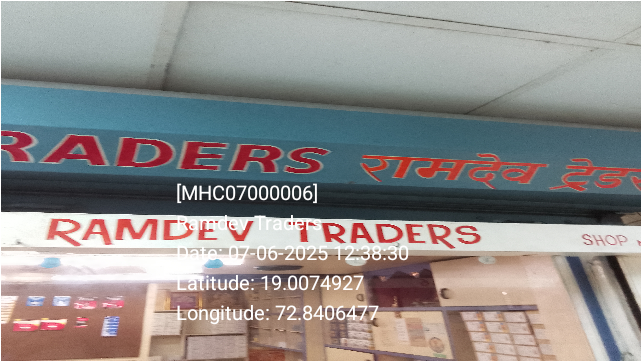 RADERS रामदेव ट्रेडर्स
[MHC07000006]
Ramdev Traders
RAMDEV TRADERS
SHOP
Date: 07-06-2025 12:38:30
Latitude: 19.0074927
Longitude: 72.8406477